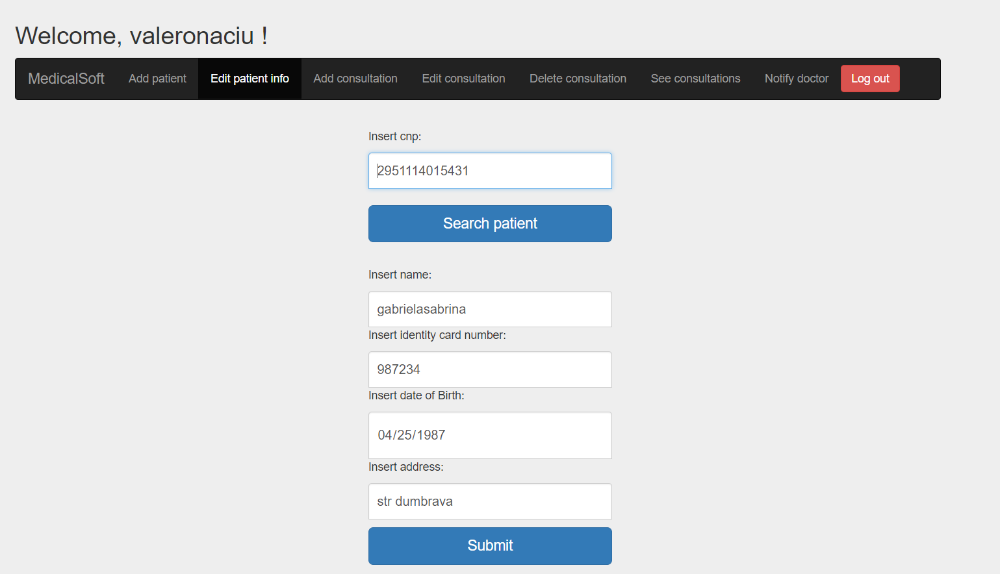 Welcome, valeronaciu !
MedicalSoft Add patient Edit patient info Add consultation Edit consultation Delete consultation See consultations Notify doctor Log out
Insert cnp:
2951114015431
Search patient
Insert name:
gabrielasabrina
Insert identity card number:
987234
Insert date of Birth:
04/25/1987
Insert address:
str dumbrava
Submit